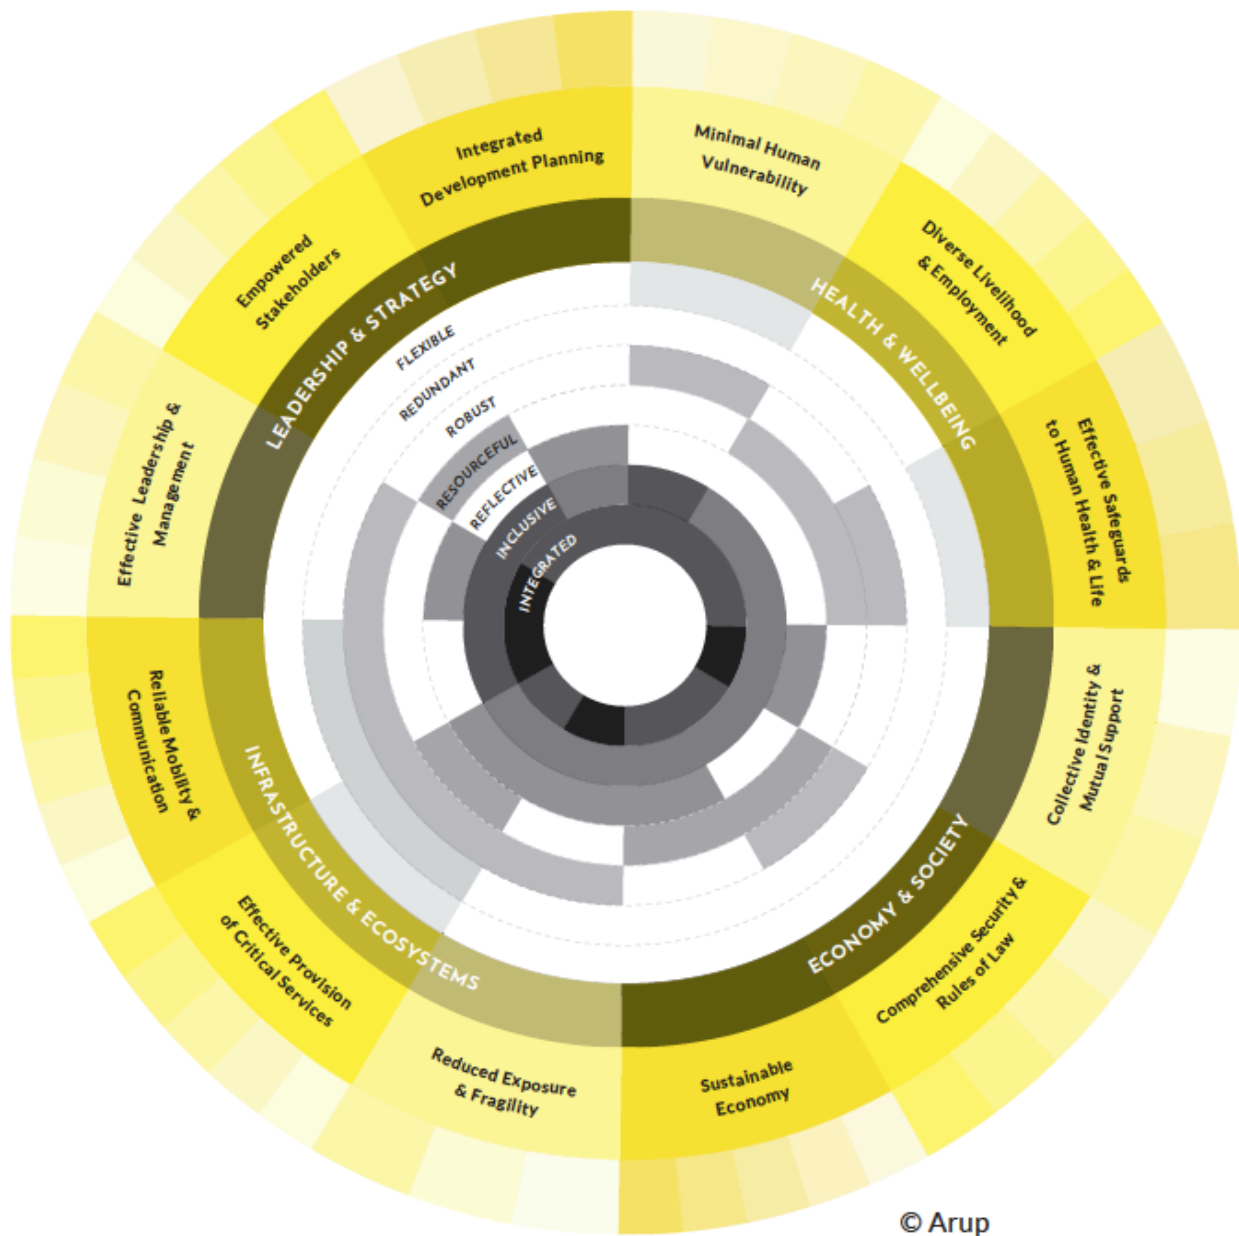 Integrated
Development Planning
Minimal Human
Vulnerability
Diverse Livelihood
& Employment
Effective Safeguards
to Human Health & Life
Collective Identity &
Mutual Support
Comprehensive Security &
Rules of Law
Sustainable
Economy
Reduced Exposure
& Fragility
Effective Provision
of Critical Services
Reliable Mobility &
Communication
Effective Leadership &
Management
Empowered
Stakeholders
LEADERSHIP & STRATEGY
HEALTH & WELLBEING
ECONOMY & SOCIETY
INFRASTRUCTURE & ECOSYSTEMS
FLEXIBLE
REDUNDANT
ROBUST
RESOURCEFUL
REFLECTIVE
INCLUSIVE
INTEGRATED
© Arup